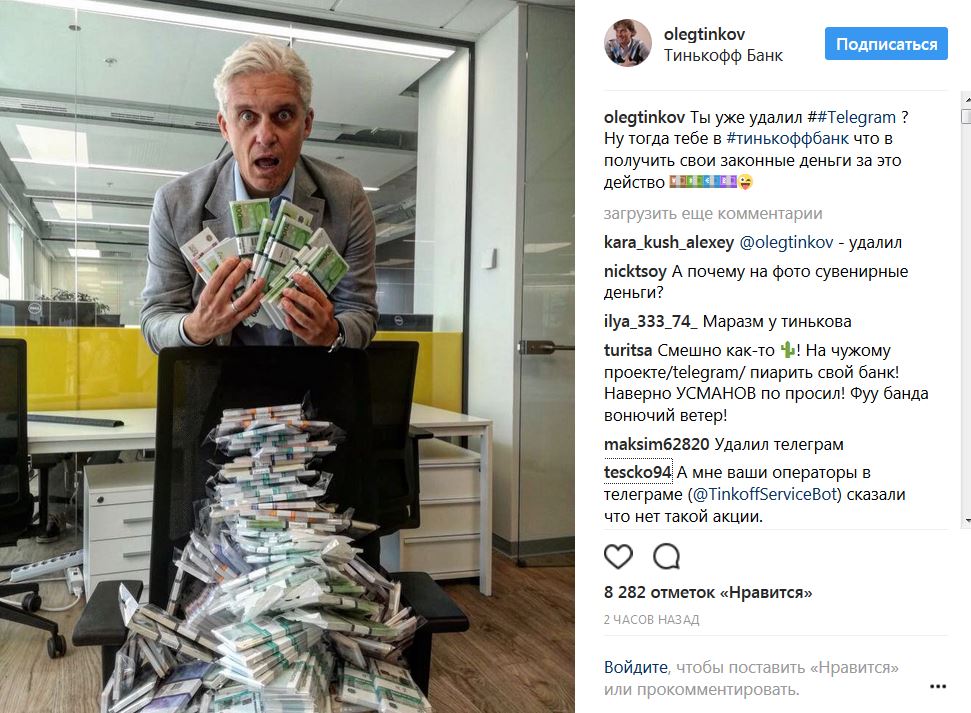 olegtinkov
Тинькофф Банк
Подписаться
olegtinkov Ты уже удалил ##Telegram ?
Ну тогда тебе в #тинькоффбанк что в
получить свои законные деньги за это
действо
загрузить еще комментарии
kara_kush_alexey @olegtinkov - удалил
nicktsoy А почему на фото сувенирные
деньги?
ilya_333_74_ Маразм у тинькова
turitsa Смешно как-то 🌵! На чужому
проекте/telegram/ пиарить свой банк!
Наверно УСМАНОВ по просил! Фуу банда
вонючий ветер!
maksim62820 Удалил телеграм
tescko94 А мне ваши операторы в
телеграме (@TinkoffServiceBot) сказали
что нет такой акции.
8 282 отметок «Нравится»
2 ЧАСОВ НАЗАД
Войдите, чтобы поставить «Нравится»
или прокомментировать.